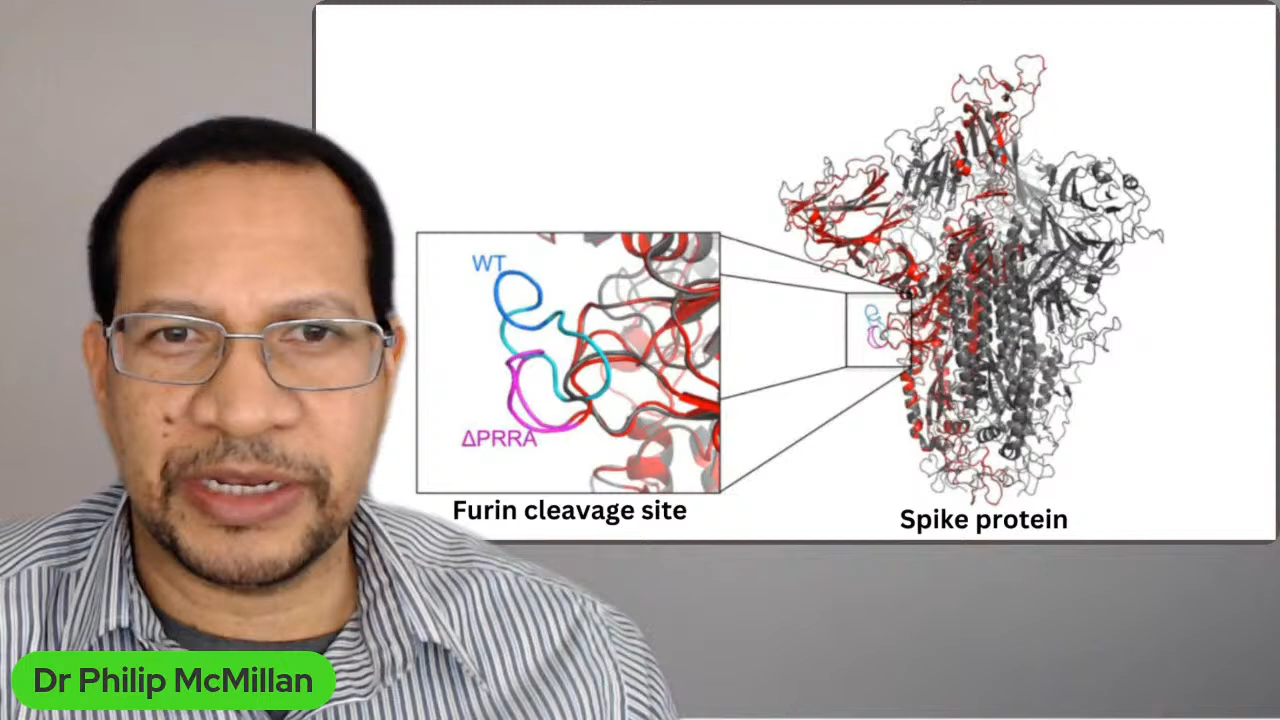 WT
ΔPRRA
Furin cleavage site
Spike protein
Dr Philip McMillan